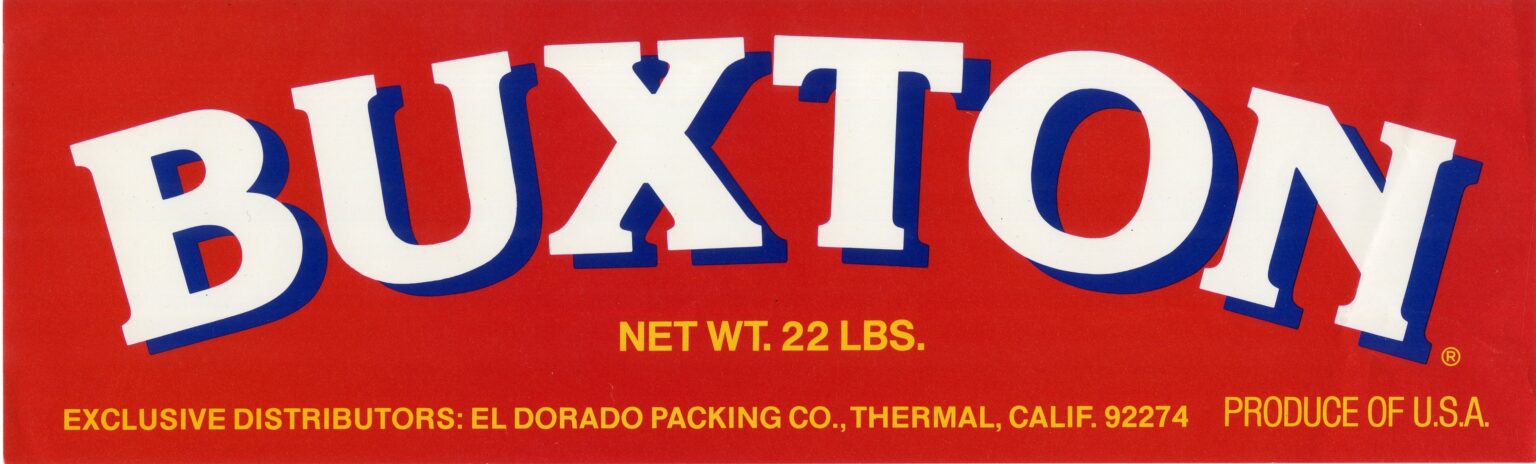 BUXTON®
NET WT. 22 LBS.
EXCLUSIVE DISTRIBUTORS: EL DORADO PACKING CO., THERMAL, CALIF. 92274 PRODUCE OF U.S.A.